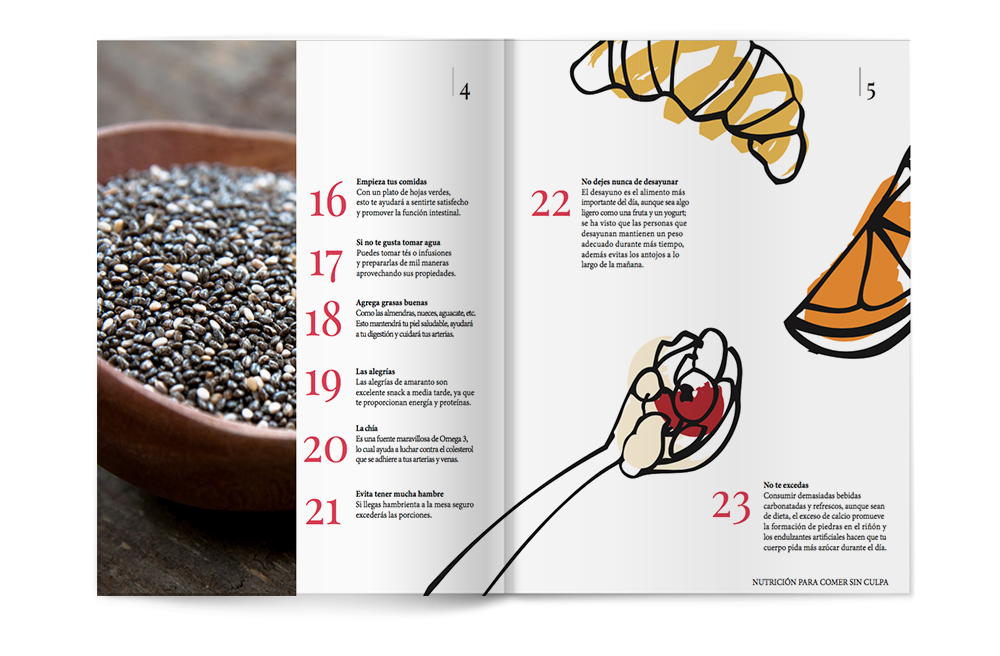 4
16
Empieza tus comidas
Con un plato de hojas verdes,
esto te ayudará a sentirte satisfecho
y promover la función intestinal.
17
Si no te gusta tomar agua
Puedes tomar tés o infusiones
y prepararlas de mil maneras
aprovechando sus propiedades.
18
Agrega grasas buenas
Como las almendras, nueces, aguacate, etc.
Esto mantendrá tu piel saludable, ayudará
a tu digestión y cuidará tus arterias.
19
Las alegrías
Las alegrías de amaranto son
excelente snack a media tarde, ya que
te proporcionan energía y proteínas.
20
La chía
Es una fuente maravillosa de Omega 3,
lo cual ayuda a luchar contra el colesterol
que se adhiere a tus arterias y venas.
21
Evita tener mucha hambre
Si llegas hambrienta a la mesa seguro
excederás las porciones.
5
22
No dejes nunca de desayunar
El desayuno es el alimento más
importante del día, aunque sea algo
ligero como una fruta y un yogurt;
se ha visto que las personas que
desayunan mantienen un peso
adecuado durante más tiempo,
además evitas los antojos a lo
largo de la mañana.
23
No te excedas
Consumir demasiadas bebidas
carbonatadas y refrescos, aunque sean
de dieta, el exceso de calcio promueve
la formación de piedras en el riñón y
los endulzantes artificiales hacen que tu
cuerpo pida más azúcar durante el día.
NUTRICIÓN PARA COMER SIN CULPA